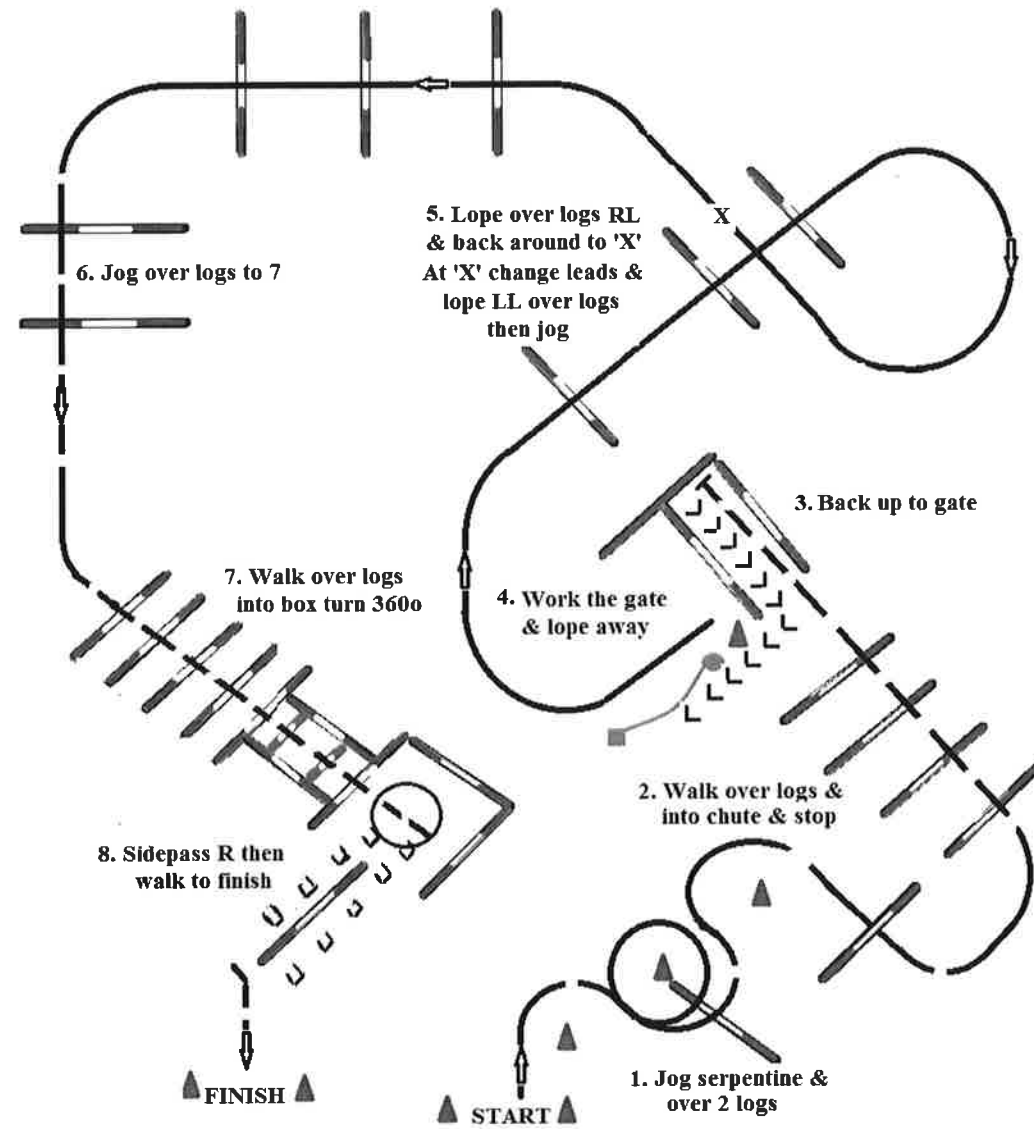 5. Lope over logs RL
& back around to 'X'
At 'X' change leads &
lope LL over logs
then jog
X
6. Jog over logs to 7
3. Back up to gate
7. Walk over logs
into box turn 360o
4. Work the gate
& lope away
2. Walk over logs &
into chute & stop
8. Sidepass R then
walk to finish
1. Jog serpentine &
over 2 logs
FINISH
START